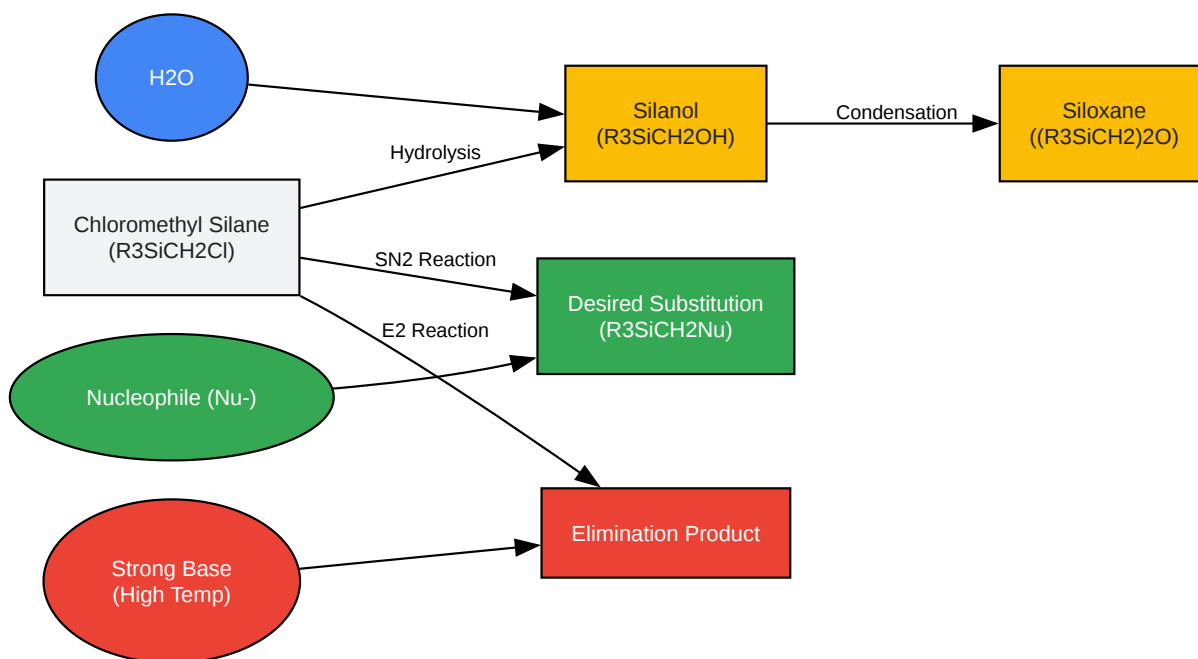 H2O
Silanol
(R3SiCH2OH)
Condensation
Siloxane
((R3SiCH2)2O)
Hydrolysis
Chloromethyl Silane
(R3SiCH2Cl)
SN2 Reaction
Desired Substitution
(R3SiCH2Nu)
E2 Reaction
Nucleophile (Nu-)
Elimination Product
Strong Base
(High Temp)